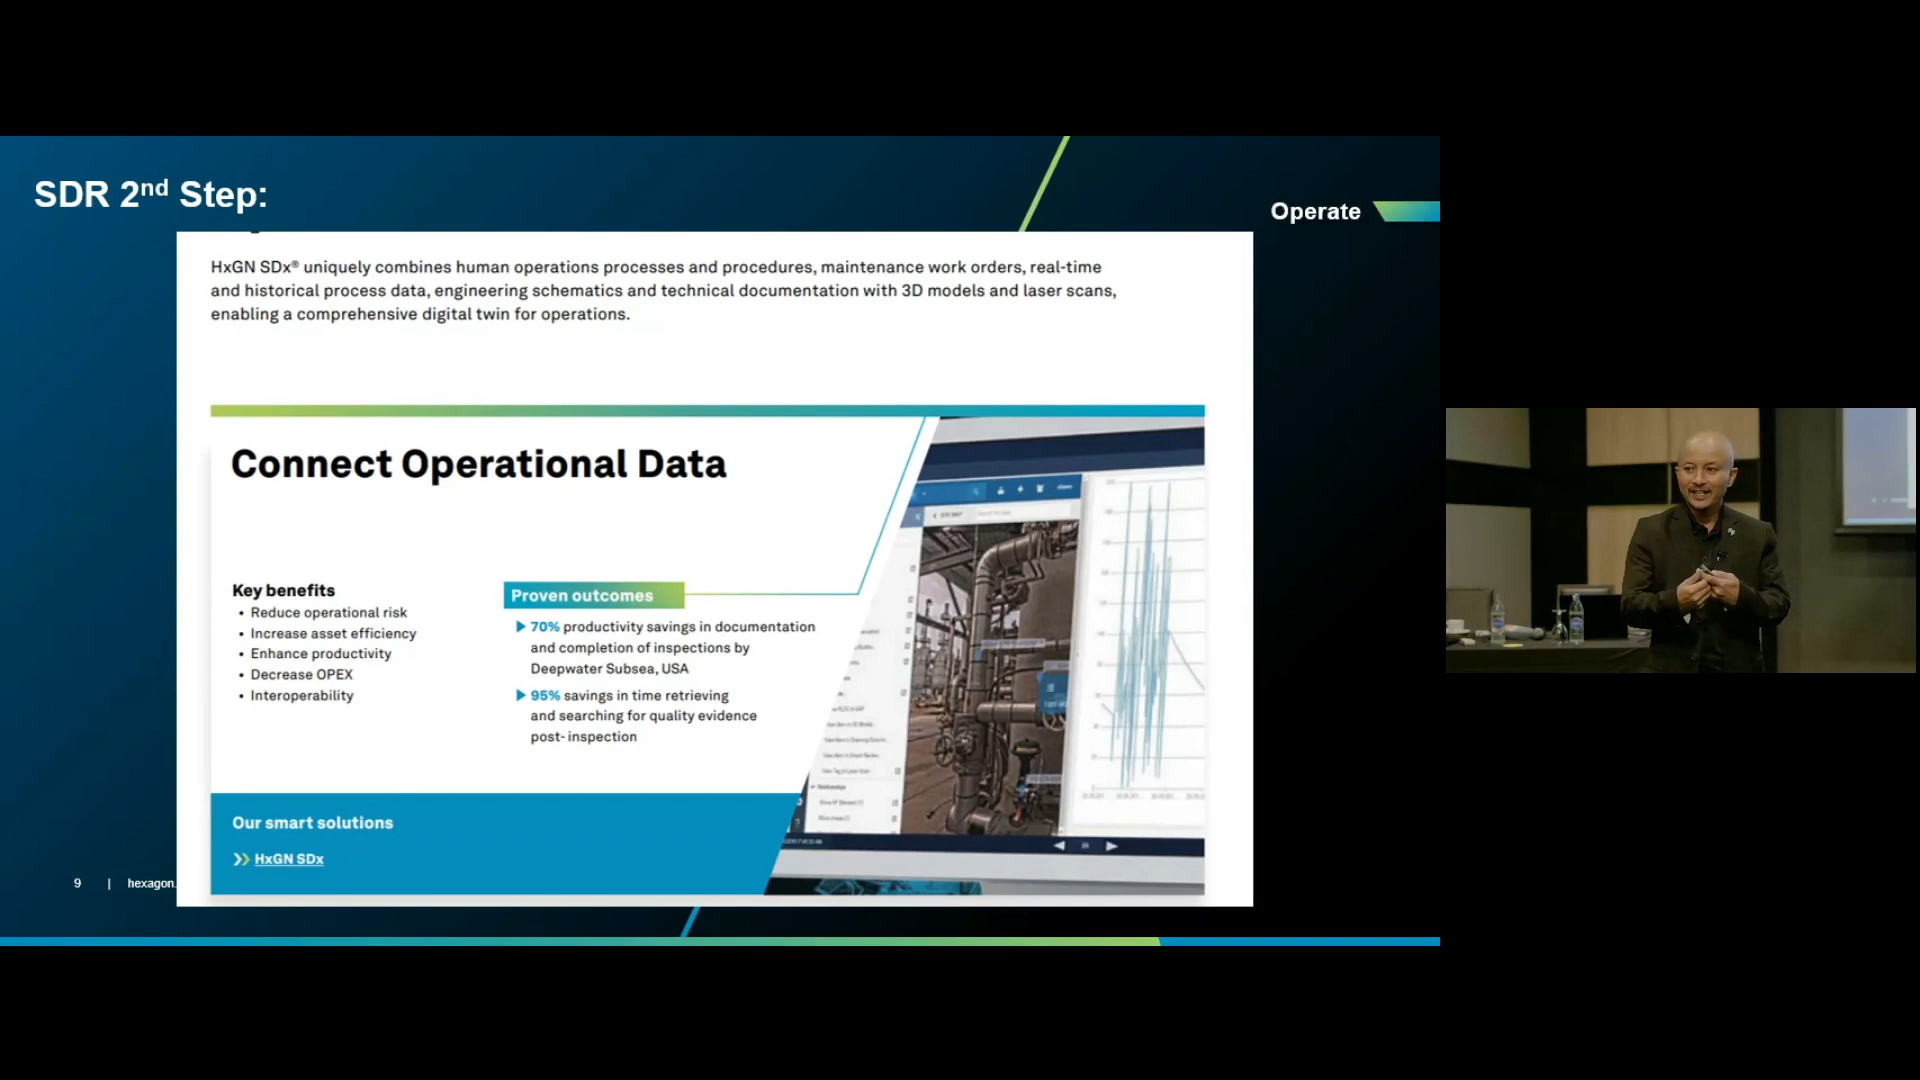 SDR 2nd Step:
Operate
HxGN SDx® uniquely combines human operations processes and procedures, maintenance work orders, real-time
and historical process data, engineering schematics and technical documentation with 3D models and laser scans,
enabling a comprehensive digital twin for operations.
Connect Operational Data
Key benefits
• Reduce operational risk
• Increase asset efficiency
• Enhance productivity
• Decrease OPEX
• Interoperability
Proven outcomes
70% productivity savings in documentation
and completion of inspections by
Deepwater Subsea, USA
95% savings in time retrieving
and searching for quality evidence
post- inspection
Our smart solutions
HxGN SDx
9 | hexagon.